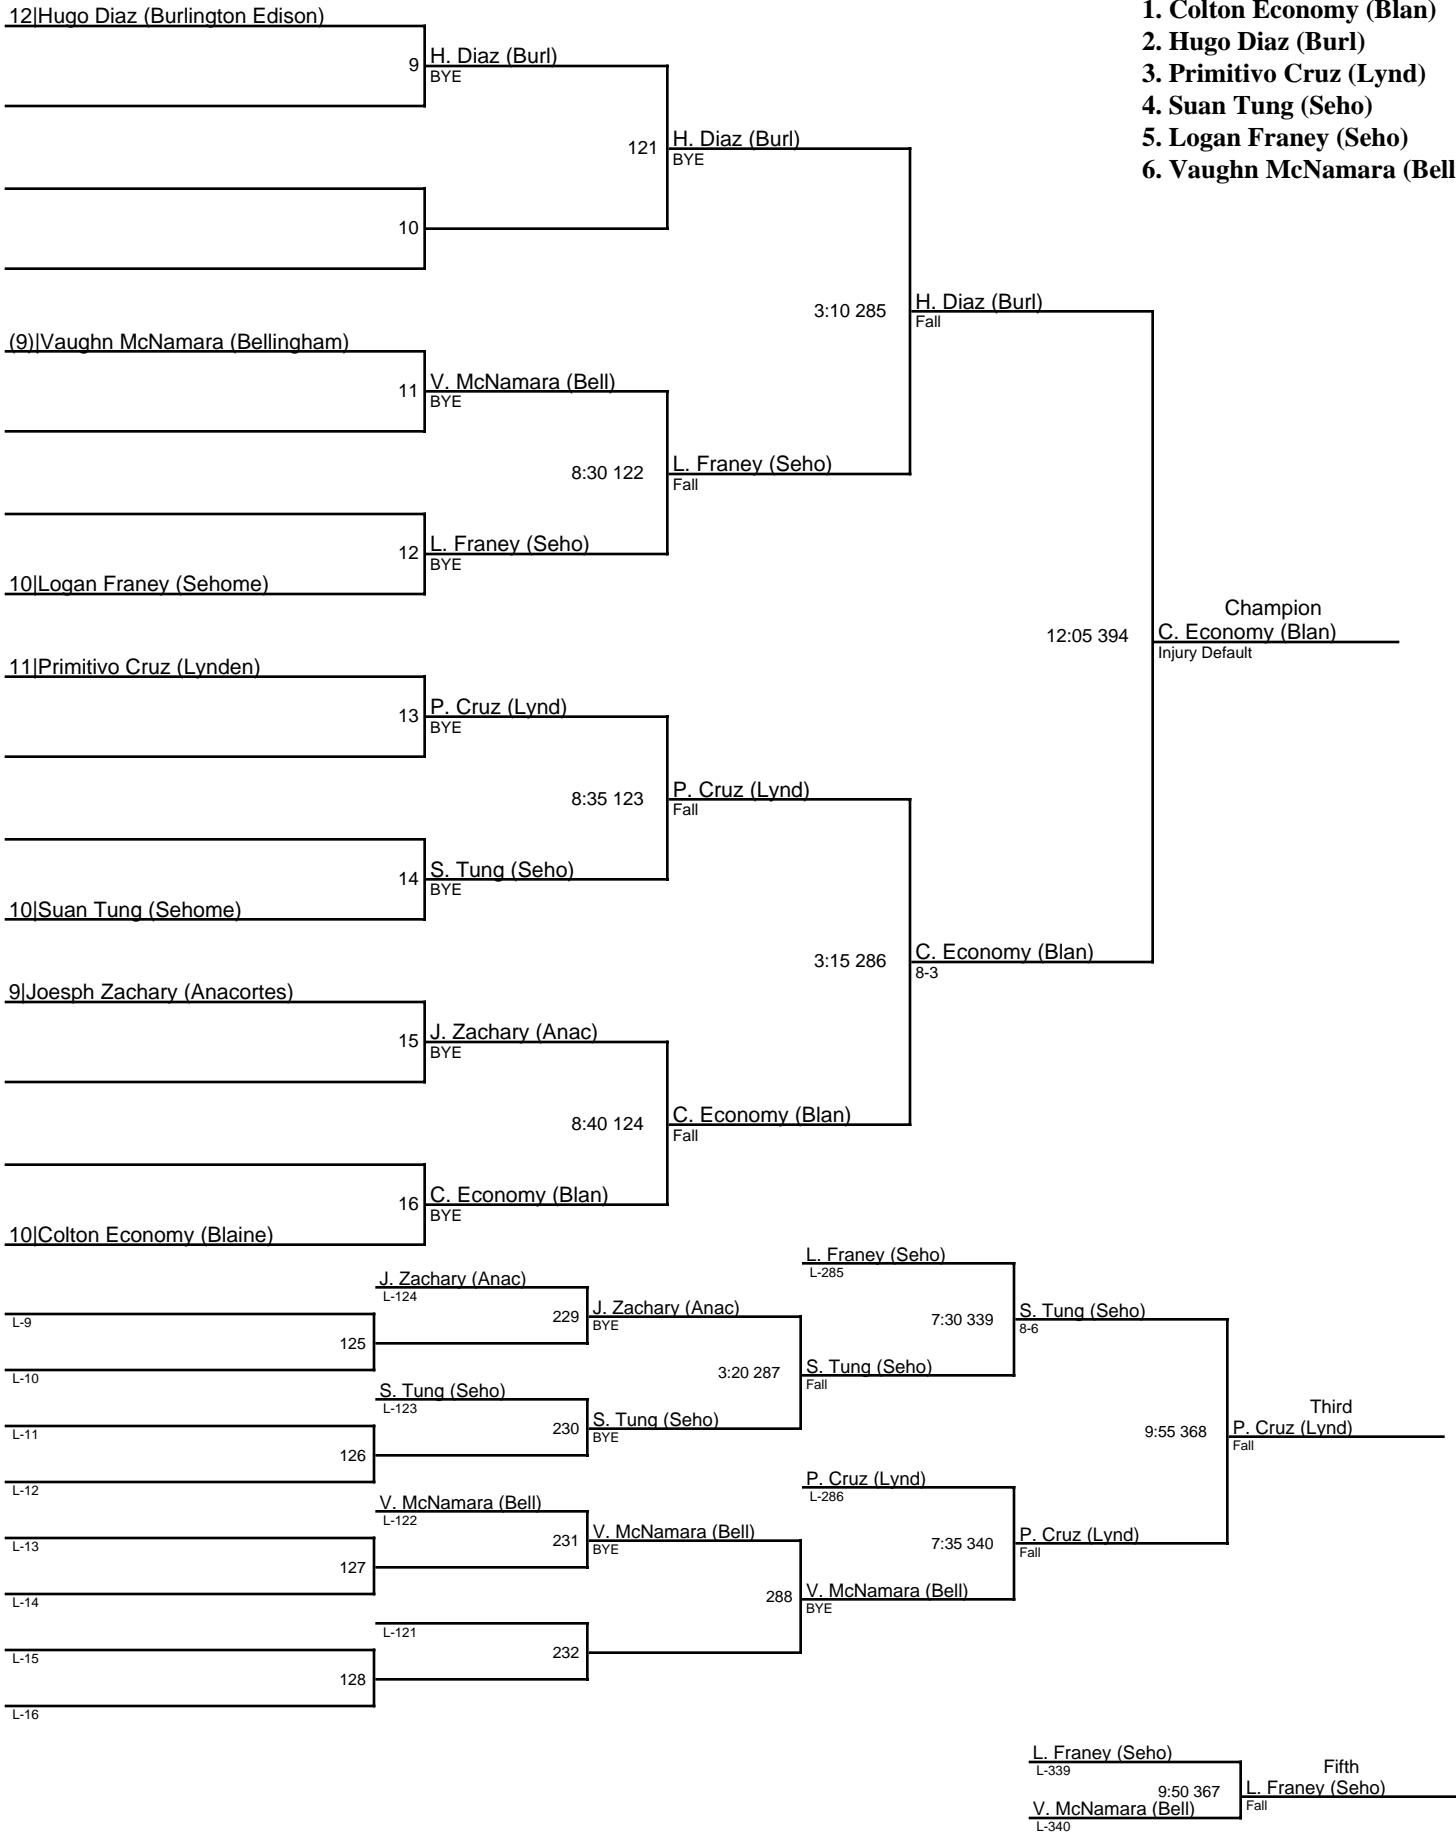 12|Hugo Diaz (Burlington Edison)
1. Colton Economy (Blan)
2. Hugo Diaz (Burl)
3. Primitivo Cruz (Lynd)
4. Suan Tung (Seho)
5. Logan Franey (Seho)
6. Vaughn McNamara (Bell
9 H. Diaz (Burl)
BYE
121 H. Diaz (Burl)
BYE
10
3:10 285 H. Diaz (Burl)
Fall
(9)|Vaughn McNamara (Bellingham)
11 V. McNamara (Bell)
BYE
8:30 122 L. Franey (Seho)
Fall
12 L. Franey (Seho)
BYE
10|Logan Franey (Sehome)
Champion
12:05 394 C. Economy (Blan)
Injury Default
11|Primitivo Cruz (Lynden)
13 P. Cruz (Lynd)
BYE
8:35 123 P. Cruz (Lynd)
Fall
14 S. Tung (Seho)
BYE
10|Suan Tung (Sehome)
3:15 286 C. Economy (Blan)
8-3
9|Joesph Zachary (Anacortes)
15 J. Zachary (Anac)
BYE
8:40 124 C. Economy (Blan)
Fall
16 C. Economy (Blan)
BYE
10|Colton Economy (Blaine)
L. Franey (Seho)
L-285
J. Zachary (Anac)
L-124
L-9
229 J. Zachary (Anac)
BYE
7:30 339 S. Tung (Seho)
8-6
125
L-10
3:20 287 S. Tung (Seho)
Fall
S. Tung (Seho)
L-123
L-11
230 S. Tung (Seho)
BYE
Third
9:55 368 P. Cruz (Lynd)
Fall
126
L-12
P. Cruz (Lynd)
L-286
V. McNamara (Bell)
L-122
L-13
231 V. McNamara (Bell)
BYE
7:35 340 P. Cruz (Lynd)
Fall
127
L-14
288 V. McNamara (Bell)
BYE
L-121
L-15
232
128
L-16
L. Franey (Seho)
L-339
Fifth
9:50 367 L. Franey (Seho)
Fall
V. McNamara (Bell)
L-340